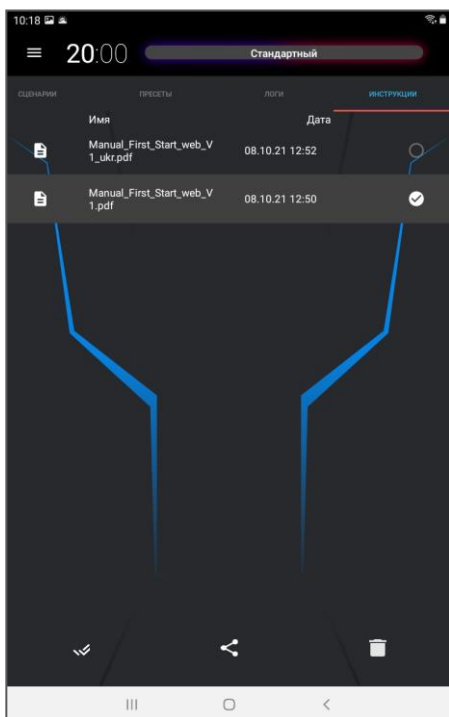 10:18
20:00
Стандартный
СЦЕНАРИИ ПРЕСЕТЫ ЛОГИ ИНСТРУКЦИИ
Имя Дата
Manual_First_Start_web_V
1_ukr.pdf
08.10.21 12:52
Manual_First_Start_web_V
1.pdf
08.10.21 12:50